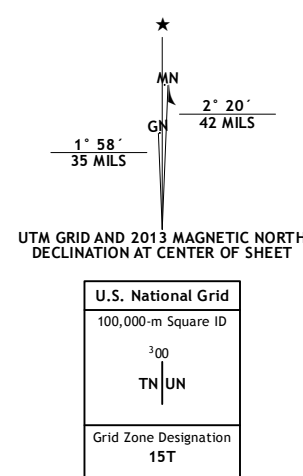 ★
MN
2° 20´
42 MILS
GN
1° 58´
35 MILS
UTM GRID AND 2013 MAGNETIC NORTH
DECLINATION AT CENTER OF SHEET
U.S. National Grid
100,000-m Square ID
³00
TN UN
Grid Zone Designation
15T